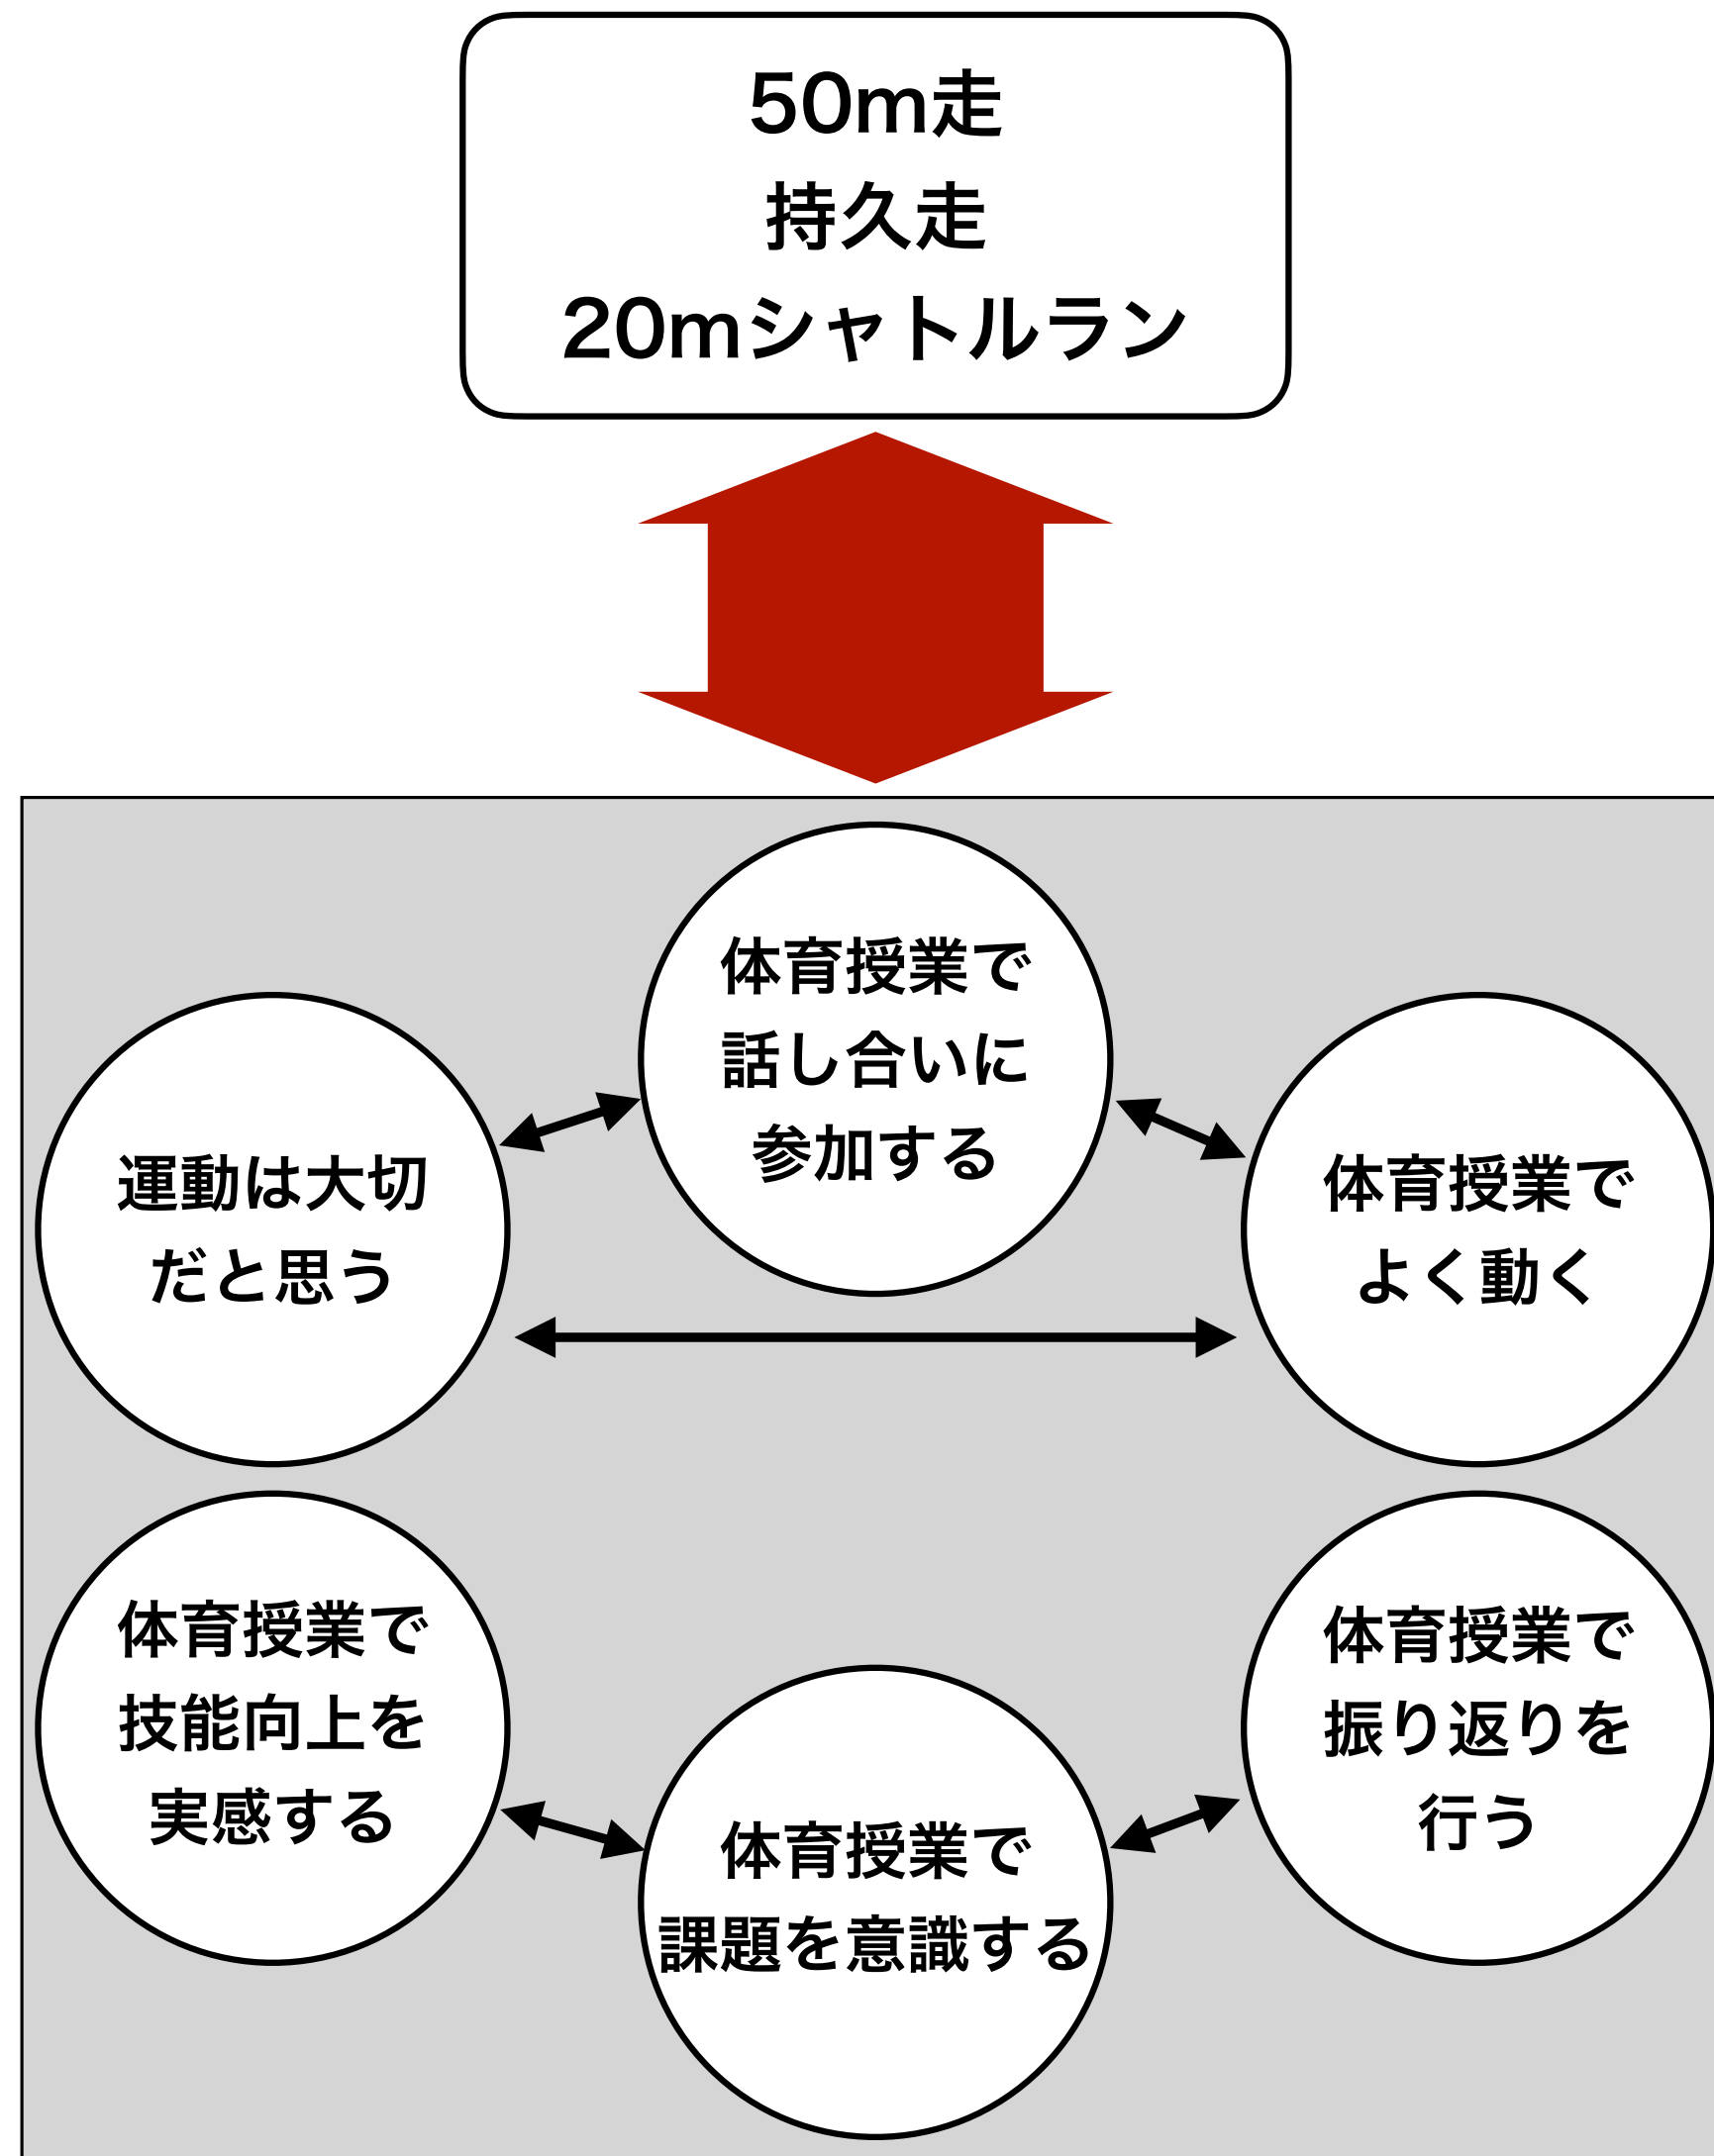 50m走
持久走
20mシャトルラン
体育授業で
話し合いに
参加する
運動は大切
だと思う
体育授業で
よく動く
体育授業で
技能向上を
実感する
体育授業で
振り返りを
行う
体育授業で
課題を意識する